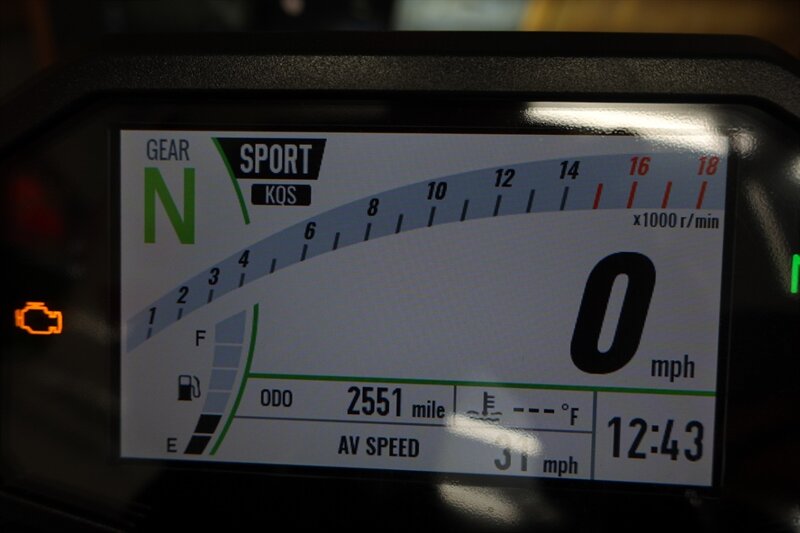 GEAR
N
SPORT
KQS
1 2 3 4 6 8 10 12 14 16 18
x1000 r/min
0 mph
F
E
ODO 2551 mile
--- °F
AV SPEED 31 mph
12:43